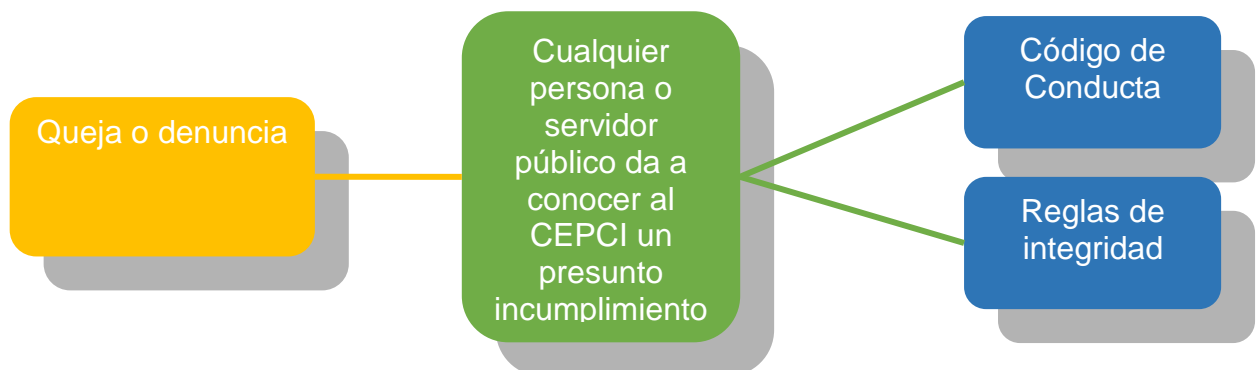 Queja o denuncia
Cualquier
persona o
servidor
público da a
conocer al
CEPCI un
presunto
incumplimiento
Código de
Conducta
Reglas de
integridad